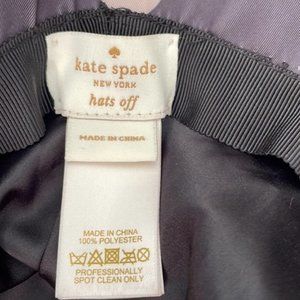 kate spade
NEW YORK
hats off
MADE IN CHINA
MADE IN CHINA
100% POLYESTER
PROFESSIONALLY
SPOT CLEAN ONLY